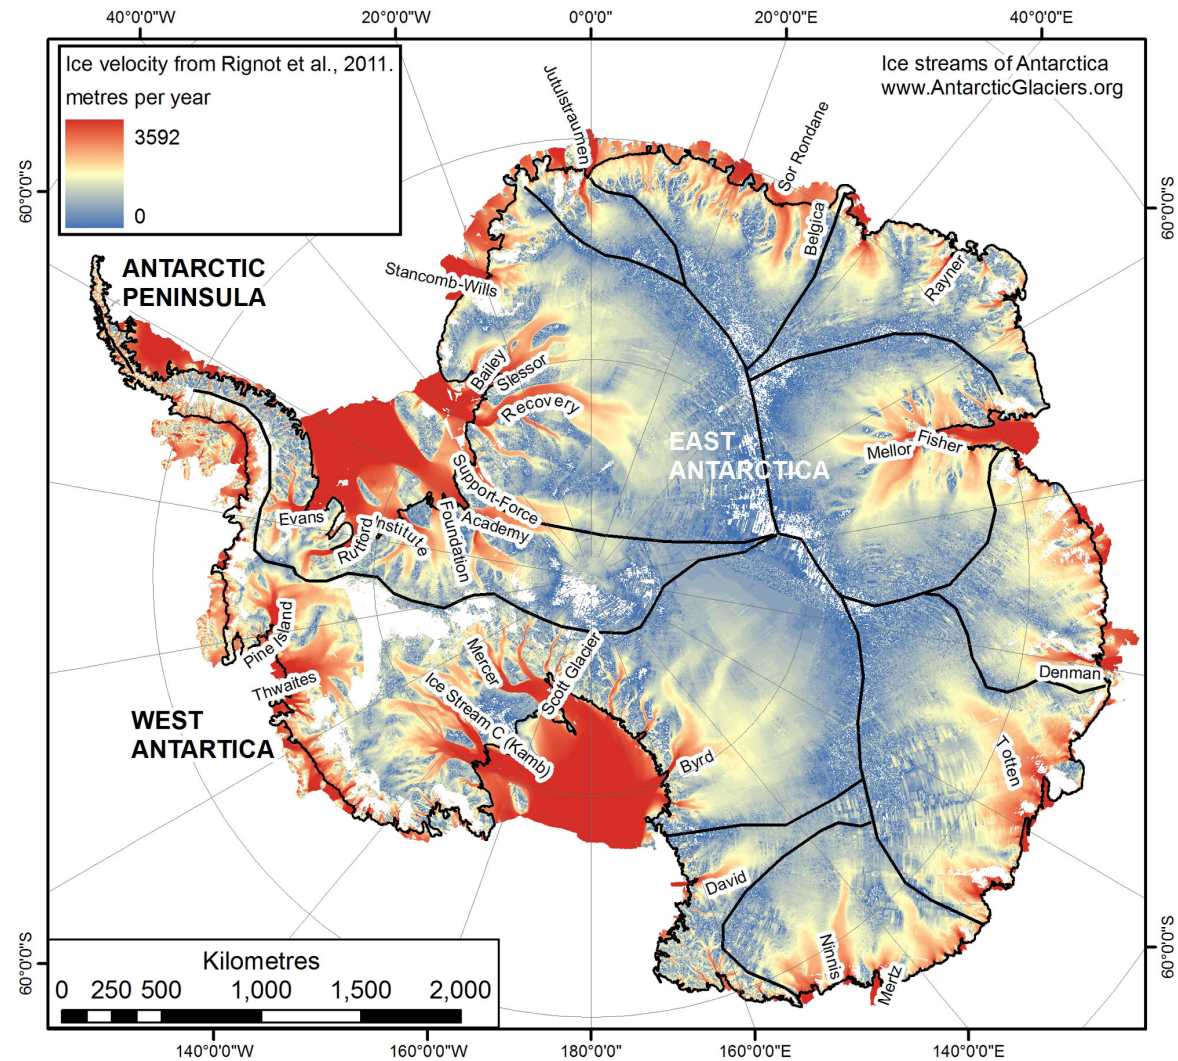 40°0'0"W
20°0'0"W
0°0'0"
20°0'0"E
40°0'0"E
Ice velocity from Rignot et al., 2011.
metres per year
3592
0
Ice streams of Antarctica
www.AntarcticGlaciers.org
60°0'0"S
60°0'0"S
Jutulstraumen
Sor Rondane
Belgica
Rayner
ANTARCTIC
PENINSULA
Stancomb-Wills
Bailey
Slessor
Recovery
EAST
ANTARCTICA
Mellor
Fisher
Support-Force
Academy
Foundation
Institute
Rutford
Evans
Pine Island
Thwaites
Mercer
Scott Glacier
Ice Stream C (Kamb)
WEST
ANTARTICA
Byrd
Denman
Totten
David
Ninnis
Mertz
60°0'0"S
60°0'0"S
Kilometres
0 250 500 1,000 1,500 2,000
140°0'0"W
160°0'0"W
180°0'0"
160°0'0"E
140°0'0"E